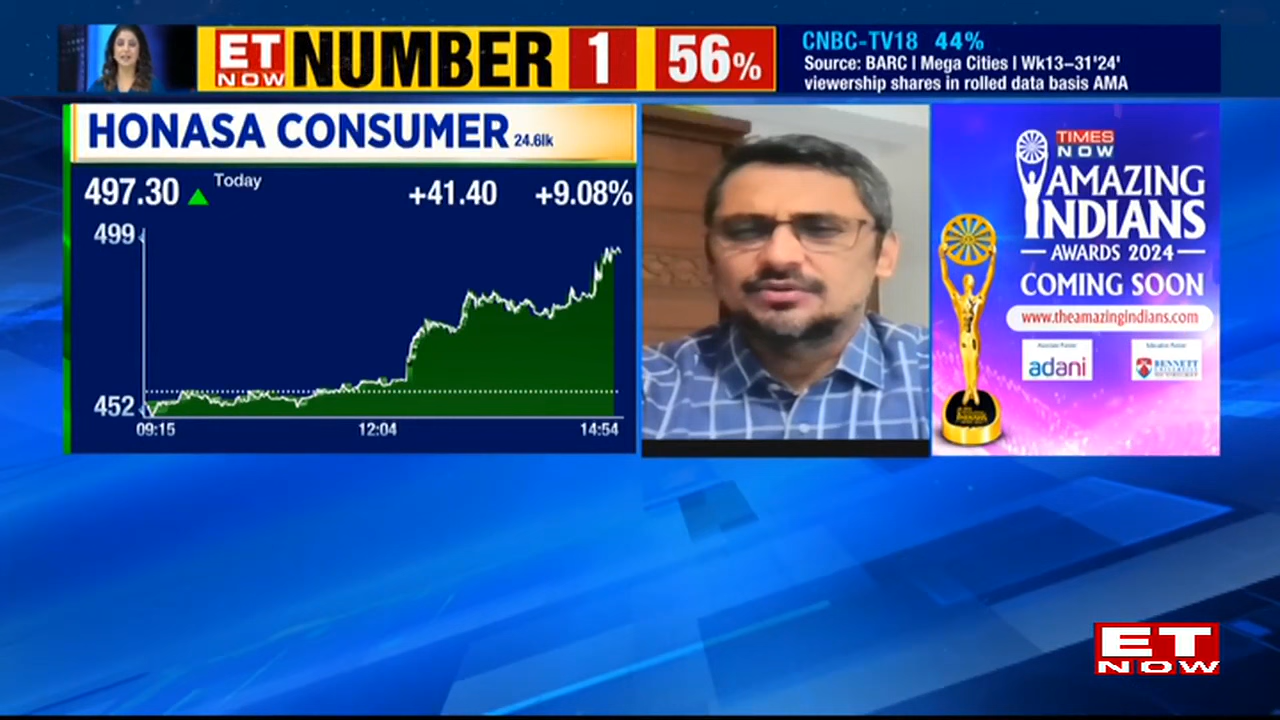 ET NOW NUMBER 1 56%
CNBC-TV18 44%
Source: BARC | Mega Cities | Wk13-31'24'
viewership shares in rolled data basis AMA
HONASA CONSUMER 24.6lk
497.30 ▲ Today +41.40 +9.08%
499
452
09:15 12:04 14:54
TIMES
NOW
AMAZING
INDIANS
AWARDS 2024
COMING SOON
www.theamazingindians.com
adani
BENNETT
UNIVERSITY
ET
NOW